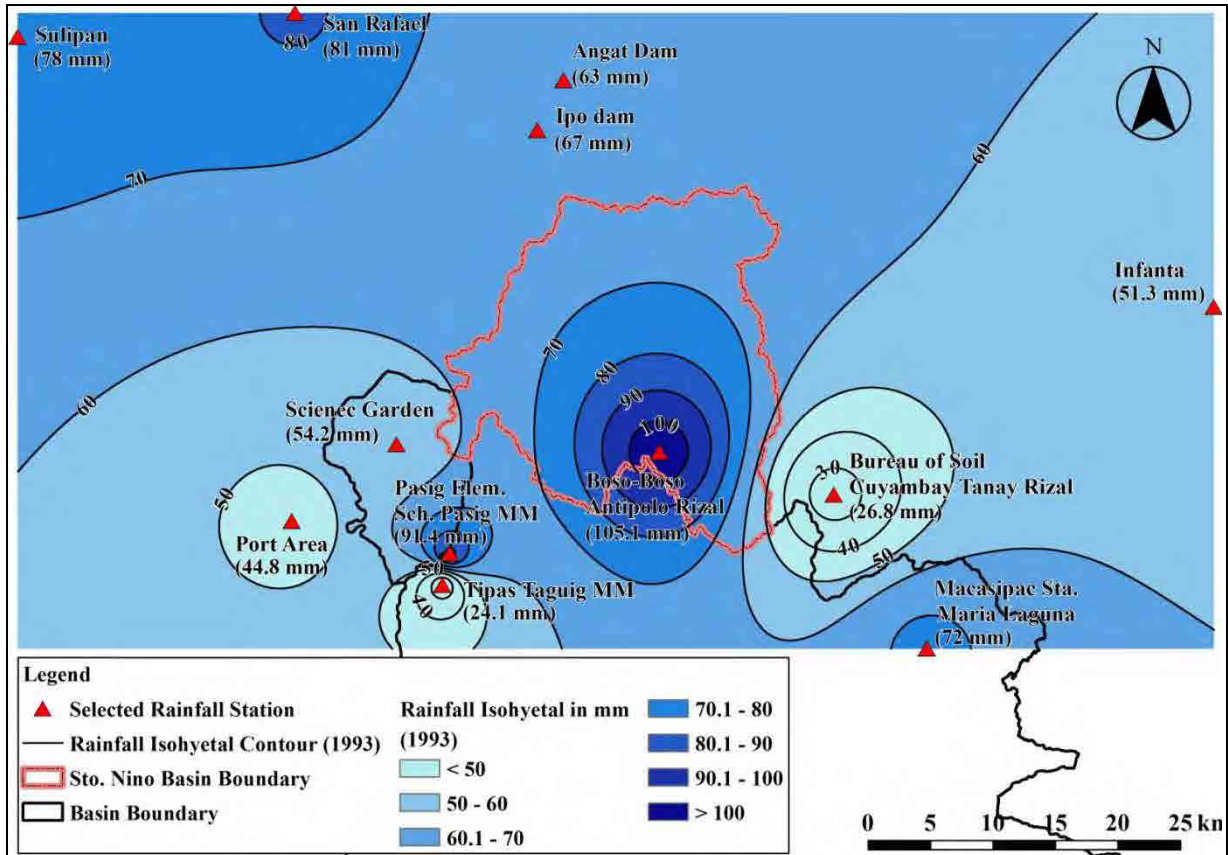 San Rafael
(81 mm)
80
Sulipan
(78 mm)
Angat Dam
(63 mm)
N
Ipo dam
(67 mm)
70
60
Infanta
(51.3 mm)
70
80
90
100
60
Scienec Garden
(54.2 mm)
50
Port Area
(44.8 mm)
Pasig Elem.
Sch. Pasig MM
(91.4 mm)
Boso-Boso
Antipolo Rizal
(105.1 mm)
30
Bureau of Soil
Cuyambay Tanay Rizal
(26.8 mm)
40
50
50
40
Tipas Taguig MM
(24.1 mm)
Macasipac Sta.
Maria Laguna
(72 mm)
Legend
Selected Rainfall Station
Rainfall Isohyetal Contour (1993)
Sto. Nino Basin Boundary
Basin Boundary
Rainfall Isohyetal in mm
(1993)
< 50
50 - 60
60.1 - 70
70.1 - 80
80.1 - 90
90.1 - 100
> 100
0 5 10 15 20 25 km